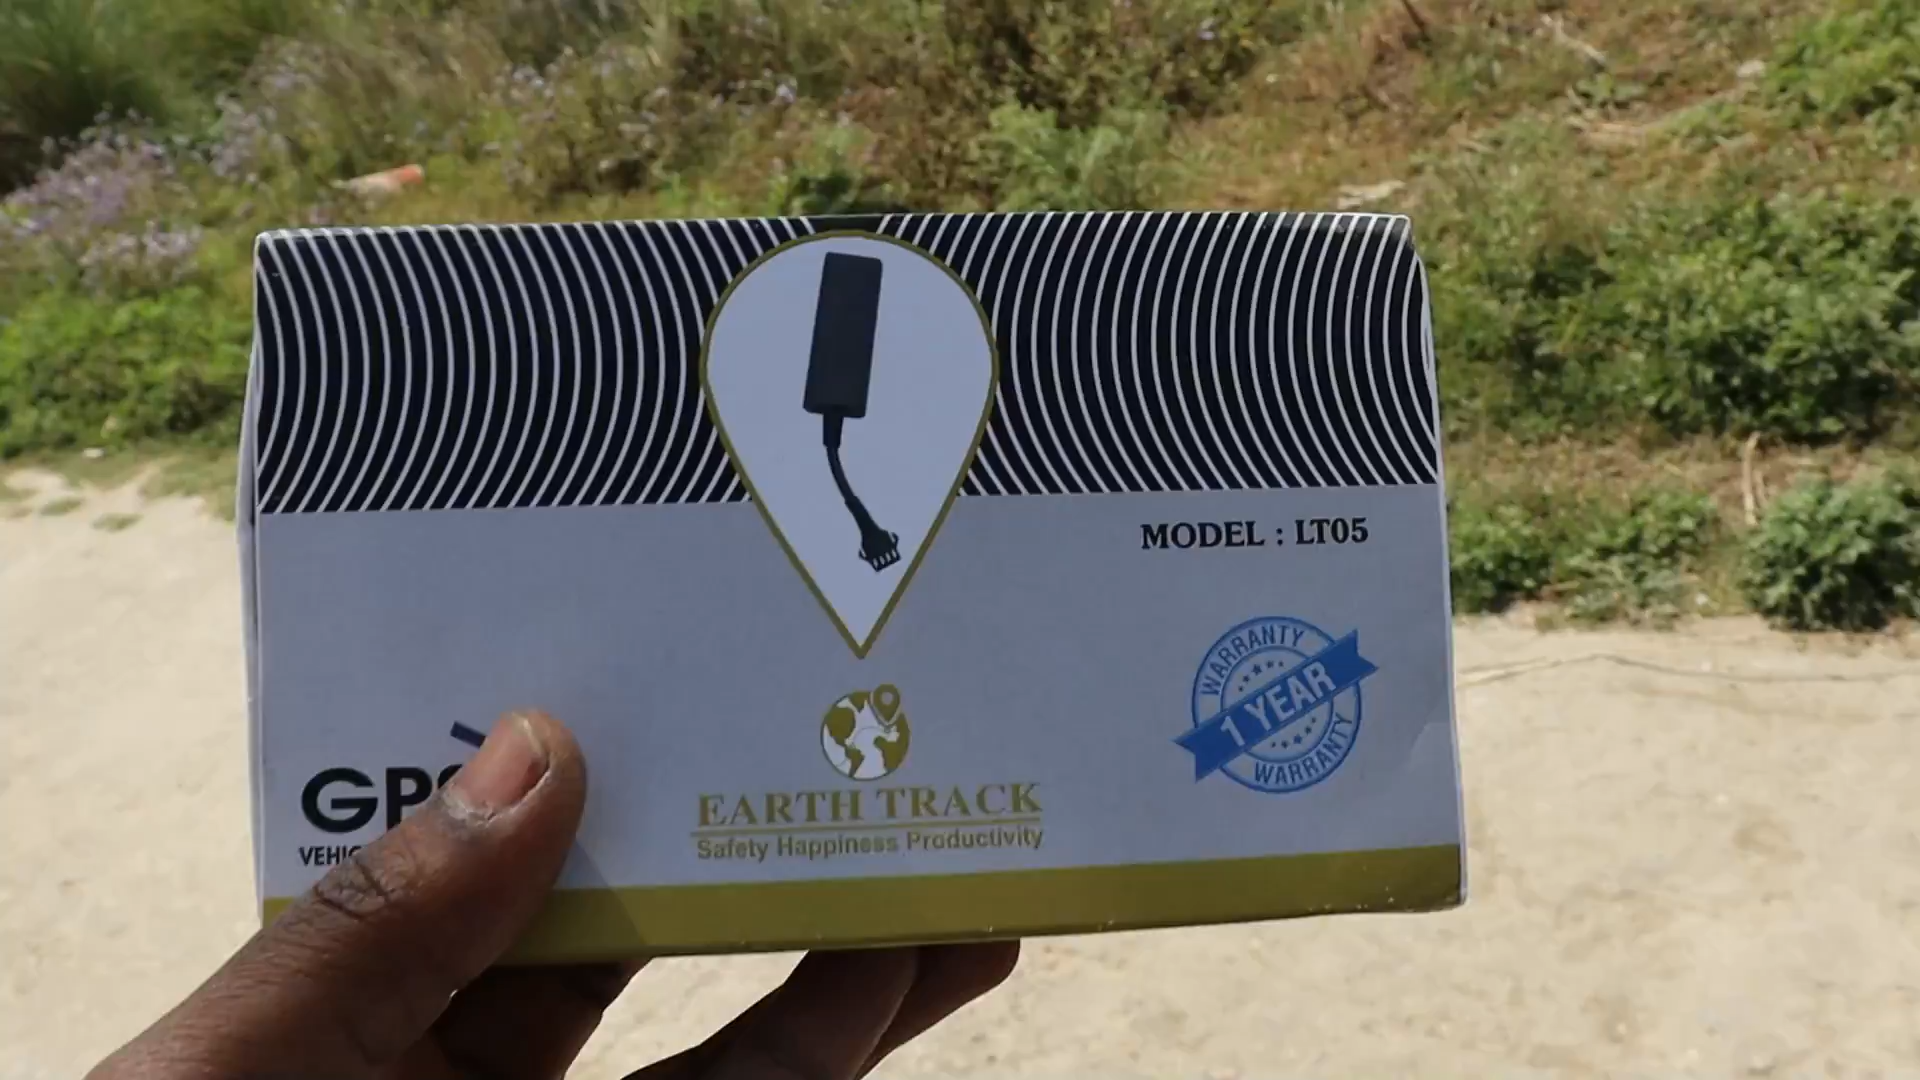 MODEL : LT05
WARRANTY
1 YEAR
WARRANTY
EARTH TRACK
Safety Happiness Productivity